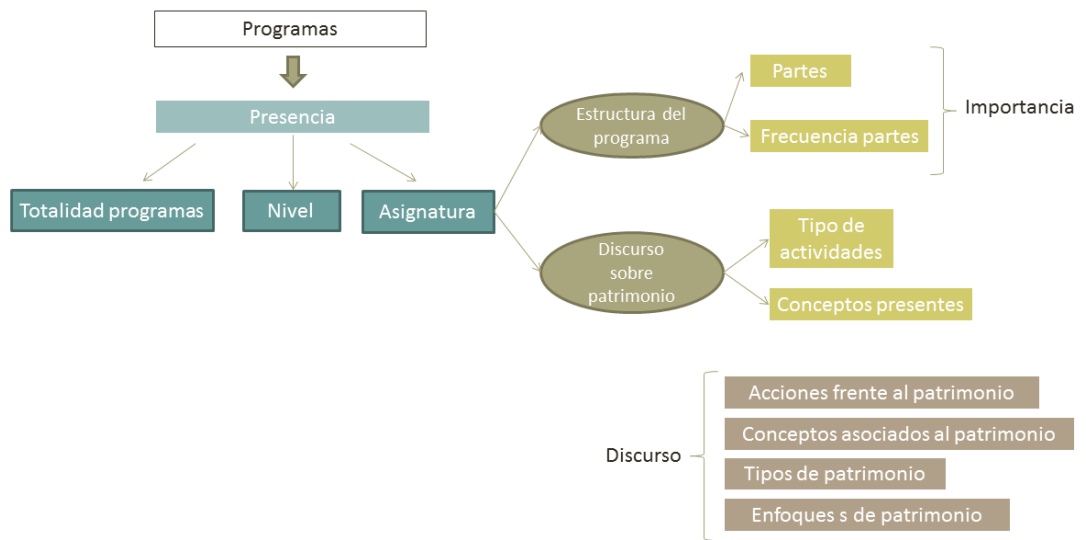 Programas
Presencia
Totalidad programas
Nivel
Asignatura
Estructura del
programa
Partes
Frecuencia partes
Importancia
Discurso
sobre
patrimonio
Tipo de
actividades
Conceptos presentes
Discurso
Acciones frente al patrimonio
Conceptos asociados al patrimonio
Tipos de patrimonio
Enfoques s de patrimonio